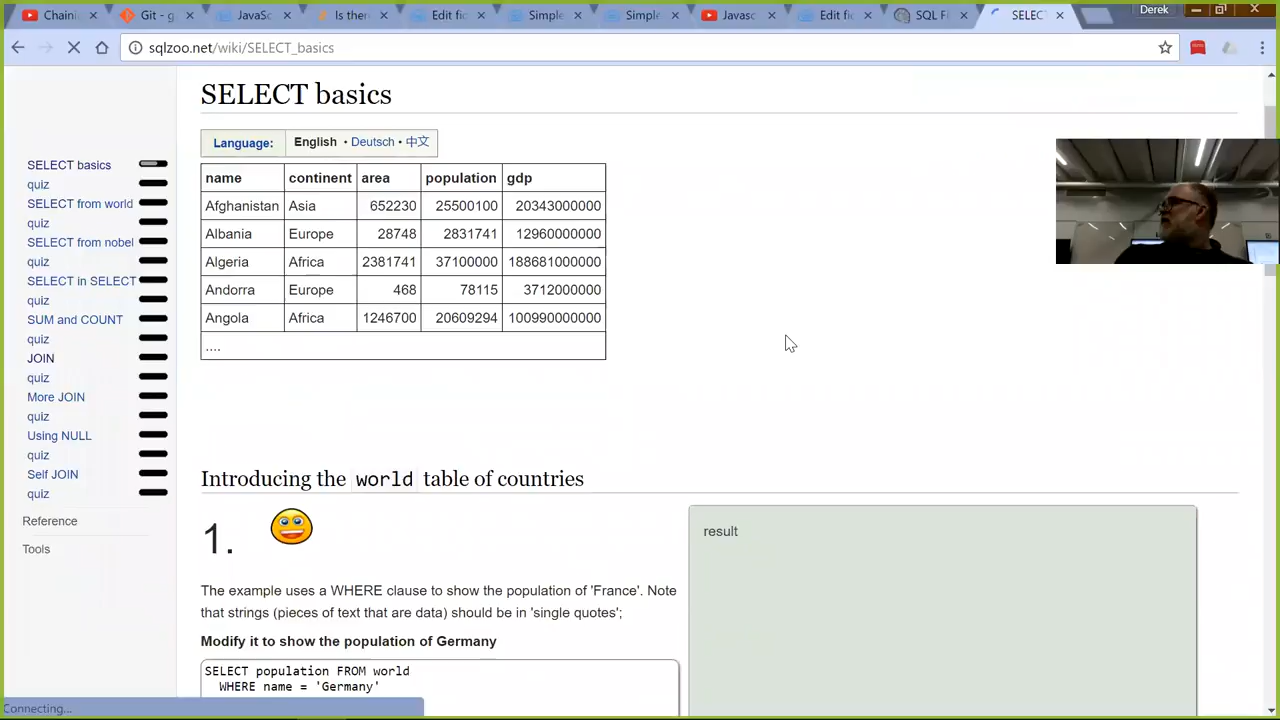 Chaini
Git - g
JavaSc
Is ther
Edit fi
Simple
Simple
Javasc
Edit fi
SQL F
SELEC
Derek
sqlzoo.net/wiki/SELECT_basics
SELECT basics
Language: English • Deutsch • 中文
name continent area population gdp
Afghanistan Asia 652230 25500100 20343000000
Albania Europe 28748 2831741 12960000000
Algeria Africa 2381741 37100000 188681000000
Andorra Europe 468 78115 3712000000
Angola Africa 1246700 20609294 100990000000
....
SELECT basics
quiz
SELECT from world
quiz
SELECT from nobel
quiz
SELECT in SELECT
quiz
SUM and COUNT
quiz
JOIN
quiz
More JOIN
quiz
Using NULL
quiz
Self JOIN
quiz
Reference
Tools
Introducing the world table of countries
1.
The example uses a WHERE clause to show the population of 'France'. Note
that strings (pieces of text that are data) should be in 'single quotes';
Modify it to show the population of Germany
SELECT population FROM world
WHERE name = 'Germany'
result
Connecting...